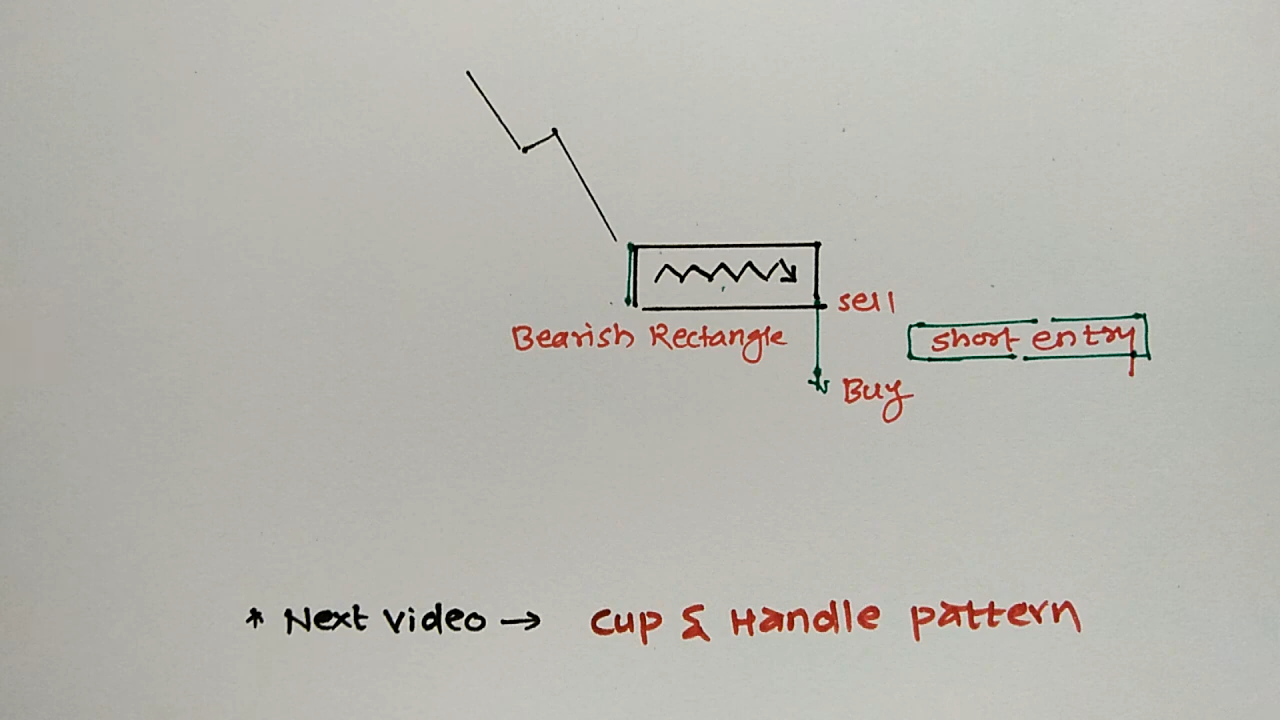 sell
Bearish Rectangle
short entry
Buy
* Next video → cup & Handle pattern